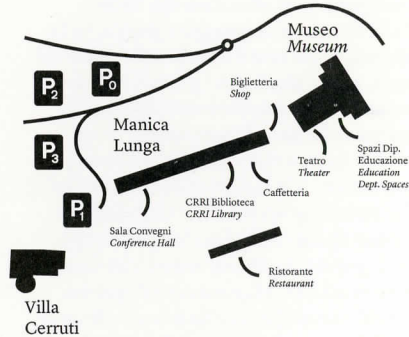 Museo
Museum
P2
P0
Biglietteria
Shop
P3
Manica
Lunga
Teatro
Theater
Spazi Dip.
Educazione
Education
Dept. Spaces
P1
CRRI Biblioteca
CRRI Library
Caffetteria
Sala Convegni
Conference Hall
Ristorante
Restaurant
Villa
Cerruti